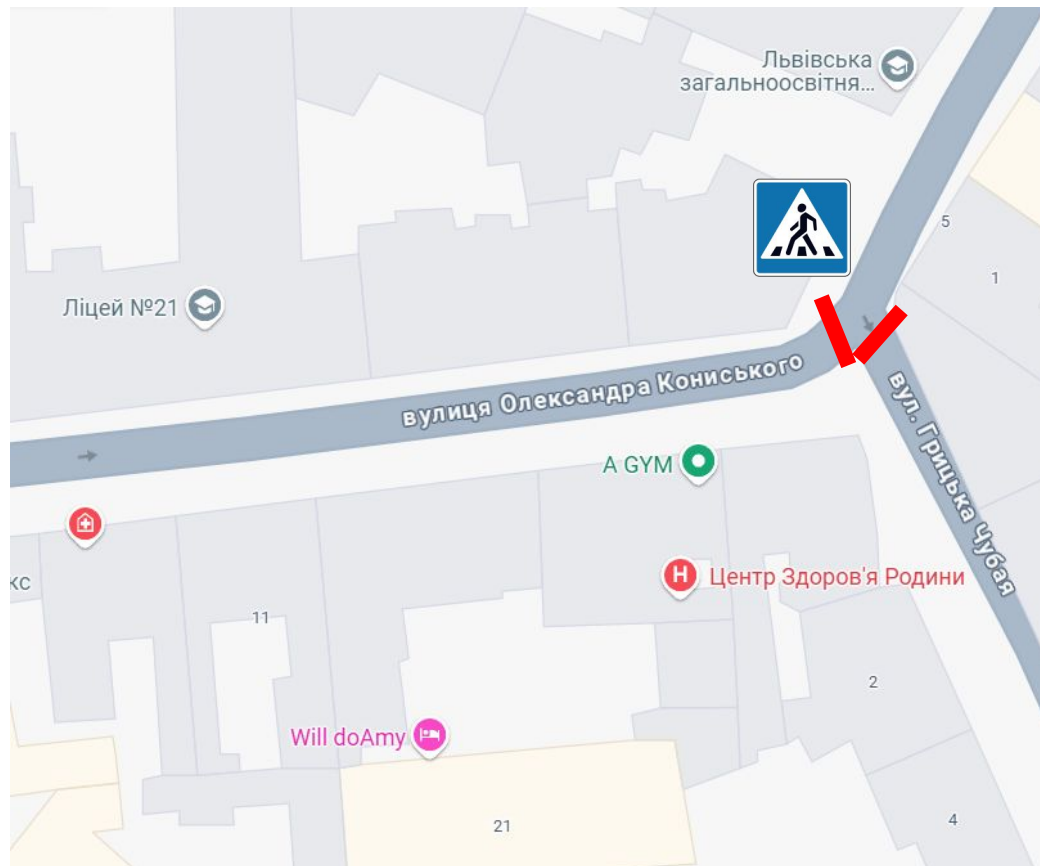 Львівська
загальноосвітня...
5
1
Ліцей №21
вулиця Олександра Кониського
вул. Грицька Чубая
A GYM
кс
Центр Здоров'я Родини
11
2
Will doAmy
21
4